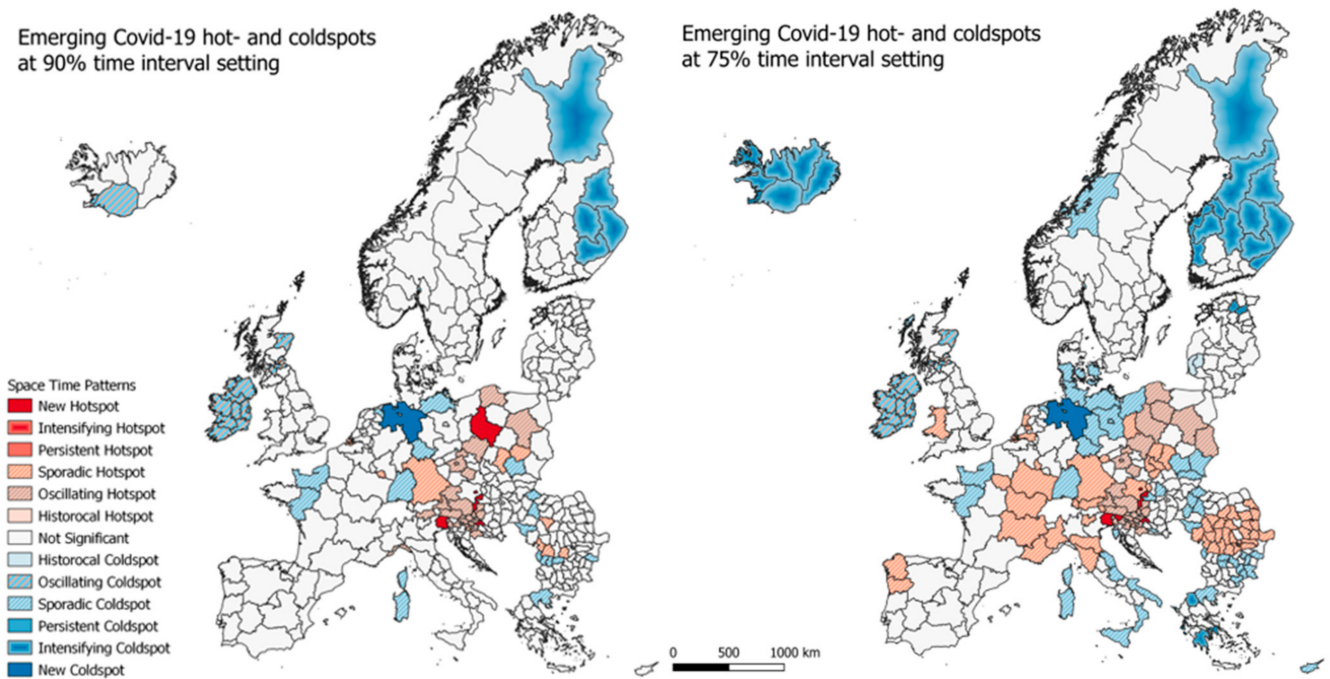 Emerging Covid-19 hot- and coldspots
at 90% time interval setting
Emerging Covid-19 hot- and coldspots
at 75% time interval setting
Space Time Patterns
New Hotspot
Intensifying Hotspot
Persistent Hotspot
Sporadic Hotspot
Oscillating Hotspot
Historocal Hotspot
Not Significant
Historocal Coldspot
Oscillating Coldspot
Sporadic Coldspot
Persistent Coldspot
Intensifying Coldspot
New Coldspot
0 500 1000 km